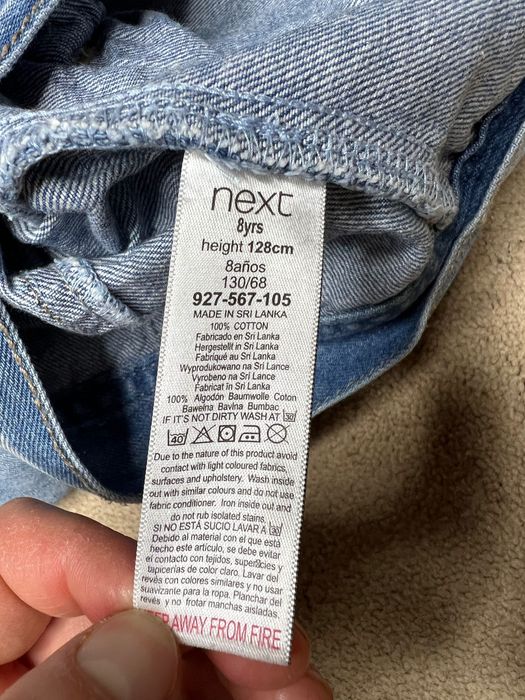 next
8yrs
height 128cm
8años
130/68
927-567-105
MADE IN SRI LANKA
100% COTTON
Fabricado en Sri Lanka
Hergestellt in Sri Lanka
Fabriqué au Sri Lanka
Wyprodukowano na Sri Lance
Vyrobeno na Sri Lance
Fabricat în Sri Lanka
100% Algodón Baumwolle Coton
Bawełna Bavlna Bumbac
IF IT'S NOT DIRTY WASH AT 30
40
Due to the nature of this product avoid
contact with light coloured fabrics,
surfaces and upholstery. Wash inside
out with similar colours and do not use
fabric conditioner. Iron inside out and
do not rub isolated stains.
SI NO ESTÁ SUCIO LAVAR A 30
Debido al material con el que está
hecho este artículo, se debe evitar
el contacto con tejidos, superficies y
tapicerías de color claro. Lavar del
revés con colores similares y no usar
suavizante para la ropa. Planchar del
revés y no frotar manchas aisladas.
AWAY FROM FIRE